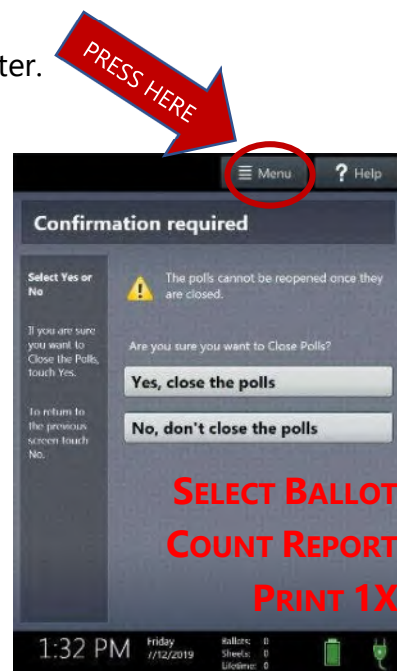 ter.
PRESS HERE
Menu
? Help
Confirmation required
Select Yes or
No
If you are sure
you want to
Close the Polls,
touch Yes.
To return to
the previous
screen touch
No.
The polls cannot be reopened once they
are closed.
Are you sure you want to Close Polls?
Yes, close the polls
No, don't close the polls
SELECT BALLOT
COUNT REPORT
PRINT 1X
1:32 PM
Friday
7/12/2019
Ballots: 0
Sheets: 0
Lifetime: 0